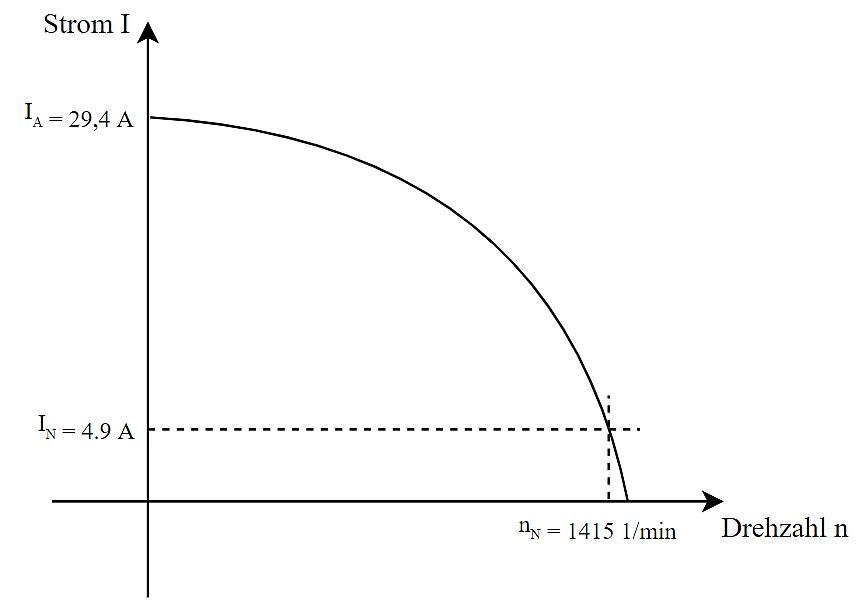 Strom I
I_A = 29,4 A
I_N = 4.9 A
n_N = 1415 1/min
Drehzahl n